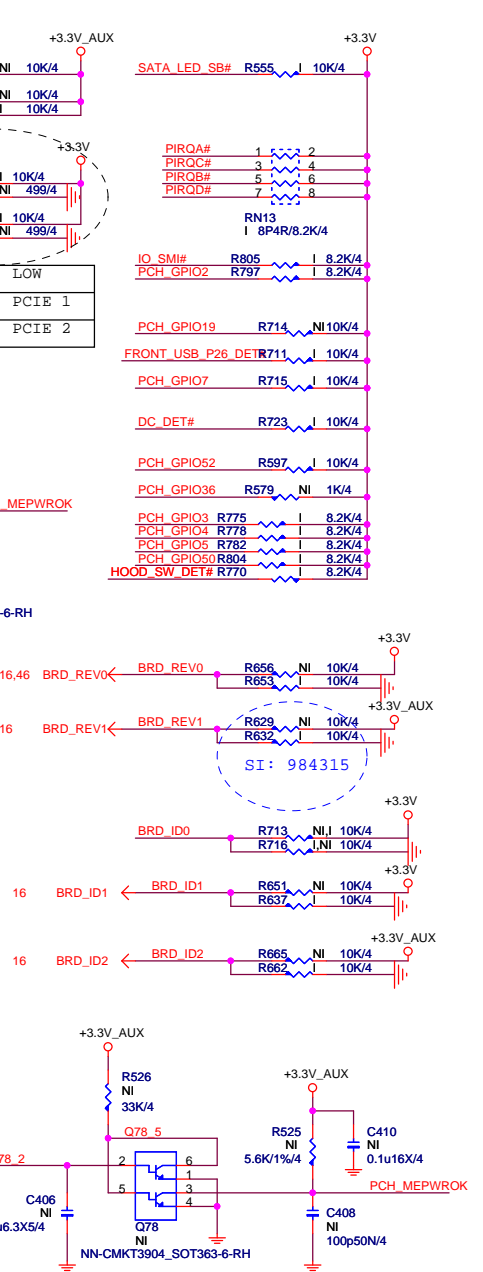 +3.3V_AUX
NI 10K/4
NI 10K/4
I 10K/4
+3.3V
I 10K/4
NI 499/4
I 10K/4
NI 499/4
LOW
PCIE 1
PCIE 2
_MEPWROK
-6-RH
+3.3V
SATA_LED_SB# R555 I 10K/4
PIRQA# 1 2
PIRQC# 3 4
PIRQB# 5 6
PIRQD# 7 8
RN13
I 8P4R/8.2K/4
IO_SMI# R805 I 8.2K/4
PCH_GPIO2 R797 I 8.2K/4
PCH_GPIO19 R714 NI 10K/4
FRONT_USB_P26_DET# R711 I 10K/4
PCH_GPIO7 R715 I 10K/4
DC_DET# R723 I 10K/4
PCH_GPIO52 R597 I 10K/4
PCH_GPIO36 R579 NI 1K/4
PCH_GPIO3 R775 I 8.2K/4
PCH_GPIO4 R778 I 8.2K/4
PCH_GPIO5 R782 I 8.2K/4
PCH_GPIO50 R804 I 8.2K/4
HOOD_SW_DET# R770 I 8.2K/4
+3.3V
16,46 BRD_REV0 BRD_REV0 R656 NI 10K/4
R653 I 10K/4
+3.3V_AUX
16 BRD_REV1 BRD_REV1 R629 NI 10K/4
R632 I 10K/4
SI: 984315
+3.3V
BRD_ID0 R713 NI,I 10K/4
R716 I,NI 10K/4
+3.3V
16 BRD_ID1 BRD_ID1 R651 NI 10K/4
R637 I 10K/4
+3.3V_AUX
16 BRD_ID2 BRD_ID2 R665 NI 10K/4
R662 I 10K/4
+3.3V_AUX
R526
NI
33K/4
Q78_5
78_2
2 6
1
5 3
4
Q78
NI
NN-CMKT3904_SOT363-6-RH
C406
NI
u6.3X5/4
+3.3V_AUX
R525
NI
5.6K/1%/4
C410
NI
0.1u16X/4
PCH_MEPWROK
C408
NI
100p50N/4